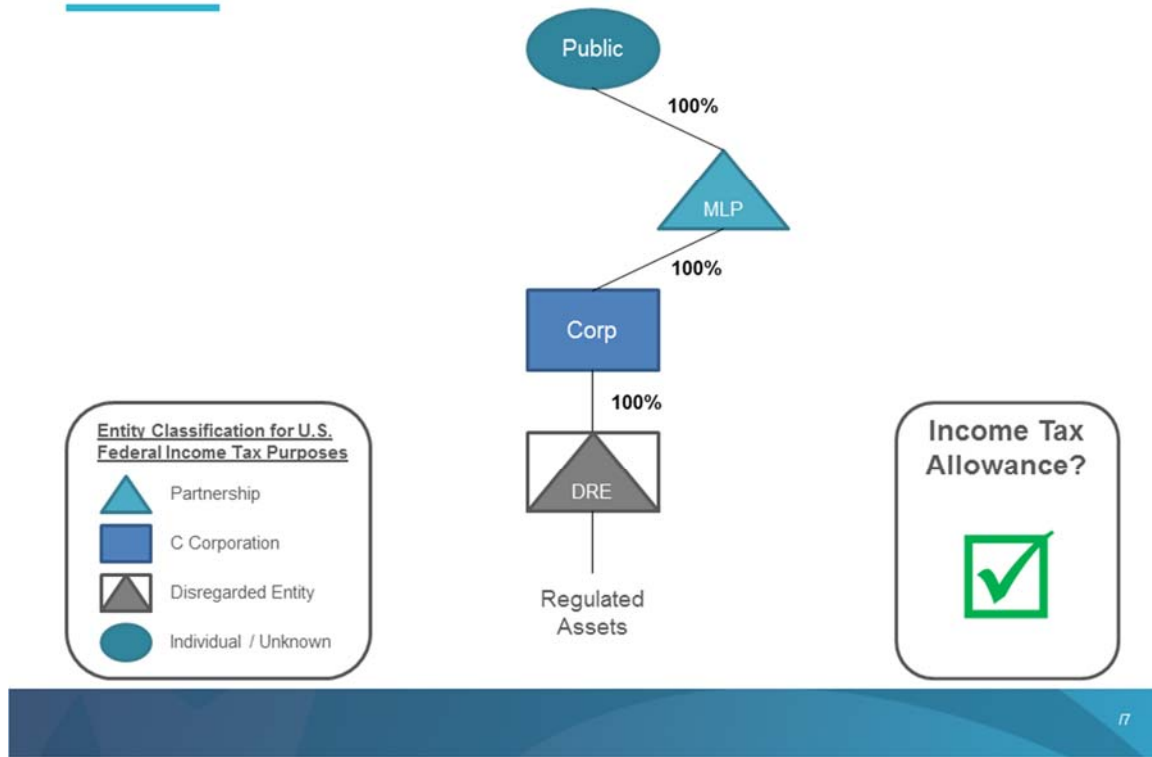 Public
100%
MLP
100%
Corp
100%
DRE
Regulated
Assets
Entity Classification for U.S.
Federal Income Tax Purposes
Partnership
C Corporation
Disregarded Entity
Individual / Unknown
Income Tax
Allowance?